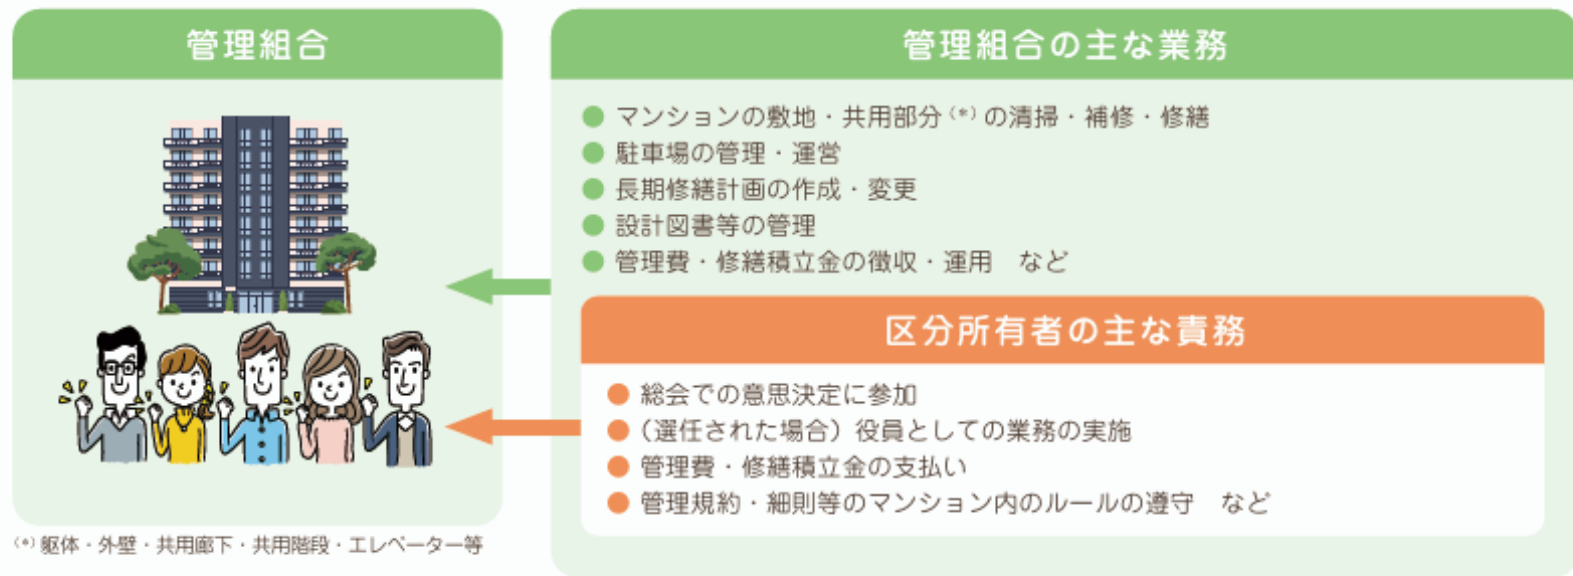 管理組合
(*) 躯体・外壁・共用廊下・共用階段・エレベーター等
管理組合の主な業務
● マンションの敷地・共用部分(*)の清掃・補修・修繕
● 駐車場の管理・運営
● 長期修繕計画の作成・変更
● 設計図書等の管理
● 管理費・修繕積立金の徴収・運用　など
区分所有者の主な責務
● 総会での意思決定に参加
● (選任された場合) 役員としての業務の実施
● 管理費・修繕積立金の支払い
● 管理規約・細則等のマンション内のルールの遵守　など